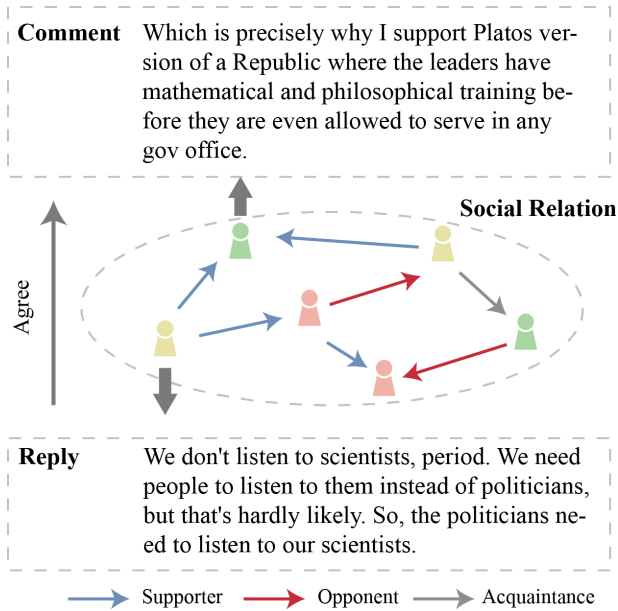 Comment Which is precisely why I support Platos ver-
sion of a Republic where the leaders have
mathematical and philosophical training be-
fore they are even allowed to serve in any
gov office.
Social Relation
Agree
Reply We don't listen to scientists, period. We need
people to listen to them instead of politicians,
but that's hardly likely. So, the politicians ne-
ed to listen to our scientists.
Supporter Opponent Acquaintance